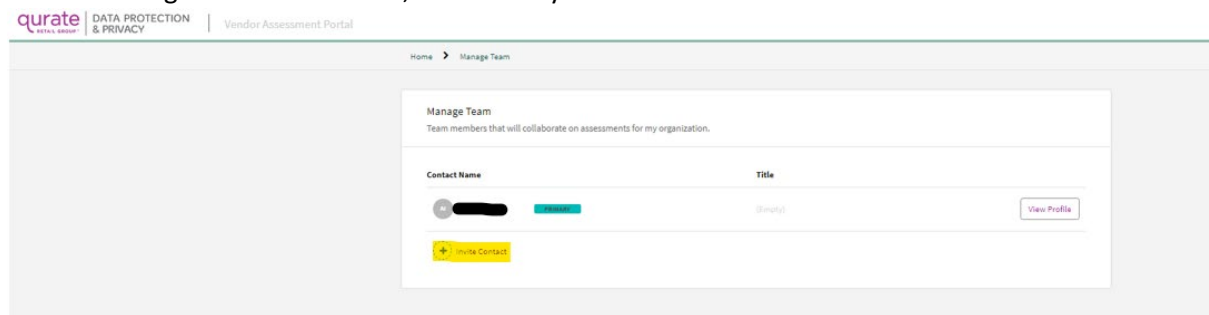 qurate
RETAIL GROUP
DATA PROTECTION
& PRIVACY
Vendor Assessment Portal
Home > Manage Team
Manage Team
Team members that will collaborate on assessments for my organization.
Contact Name Title
PRIMARY (Empty) View Profile
+ Invite Contact